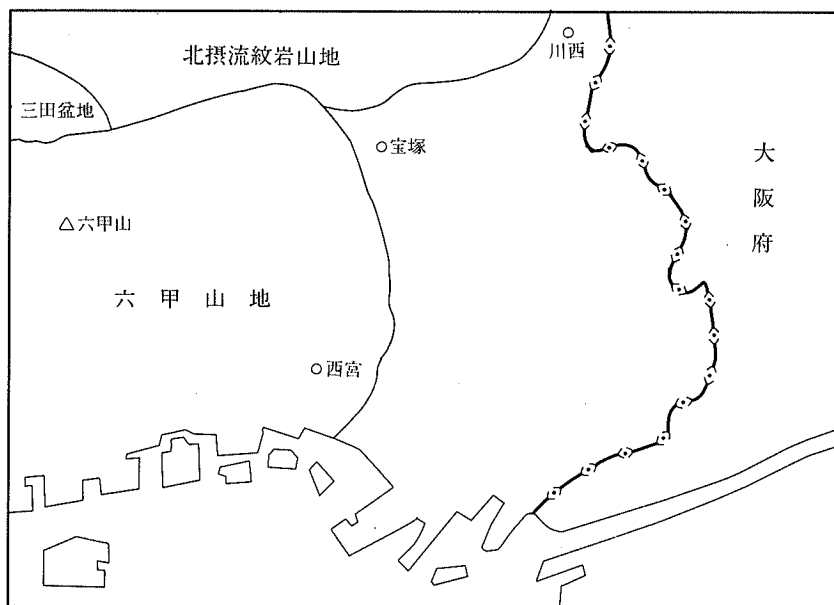 北摂流紋岩山地
川西
三田盆地
宝塚
大阪府
六甲山
六甲山地
西宮